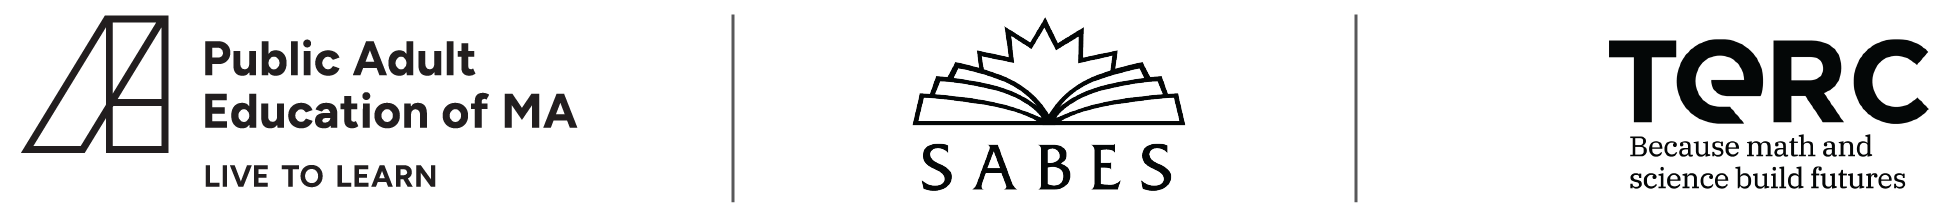 Public Adult
Education of MA
LIVE TO LEARN
SABES
TERC
Because math and
science build futures